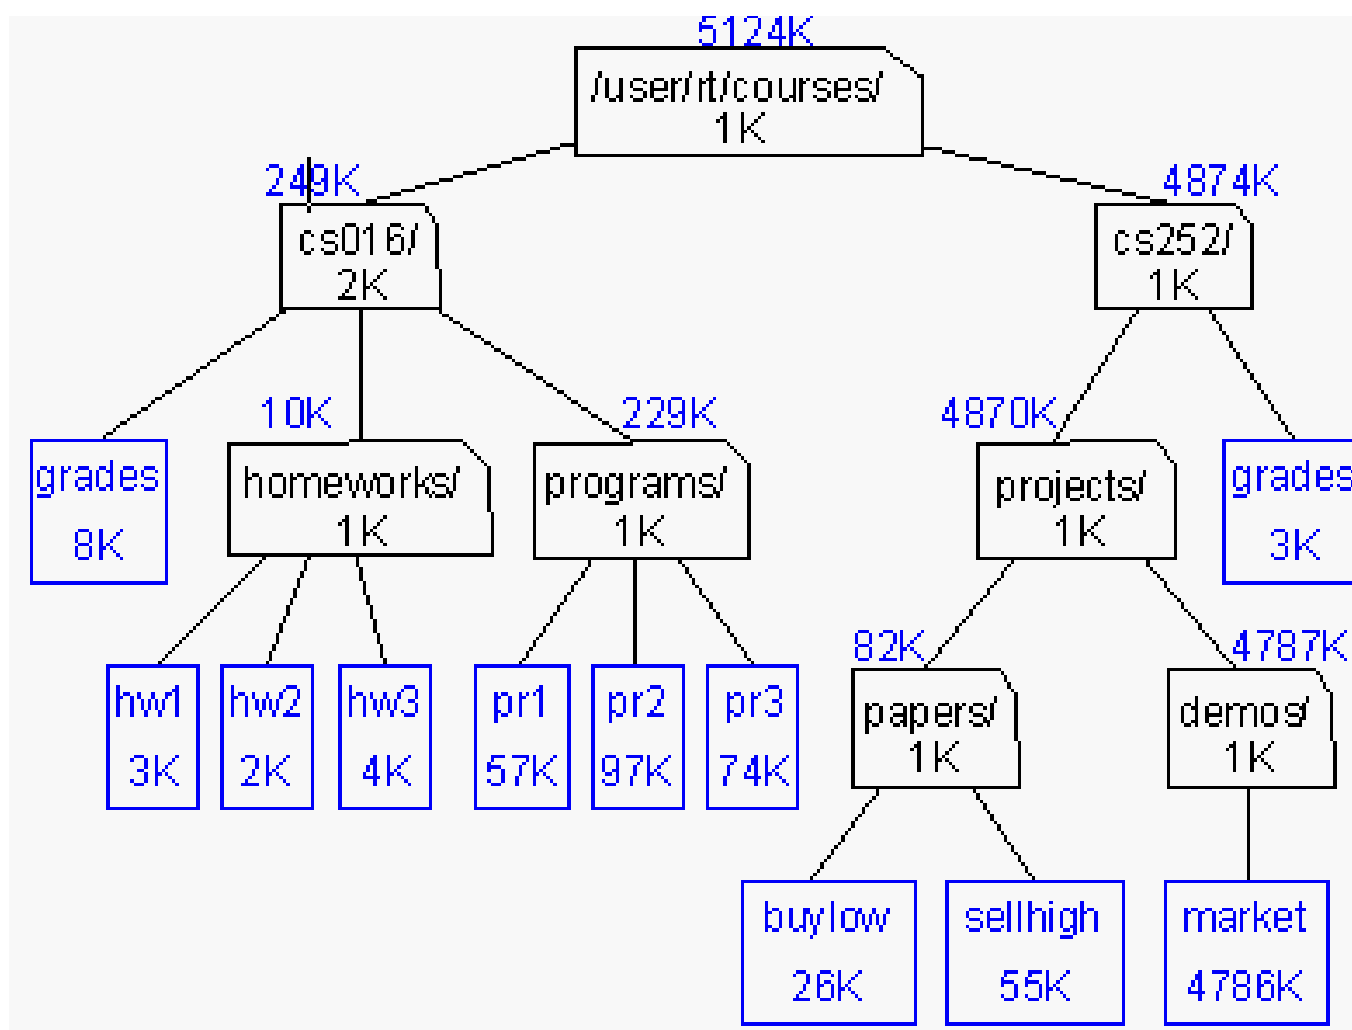 5124K
/user/rt/courses/
1K
249K
4874K
cs016/
2K
cs252/
1K
10K
229K
4870K
grades
8K
homeworks/
1K
programs/
1K
projects/
1K
grades
3K
82K
4787K
hw1
3K
hw2
2K
hw3
4K
pr1
57K
pr2
97K
pr3
74K
papers/
1K
demos/
1K
buylow
26K
sellhigh
55K
market
4786K